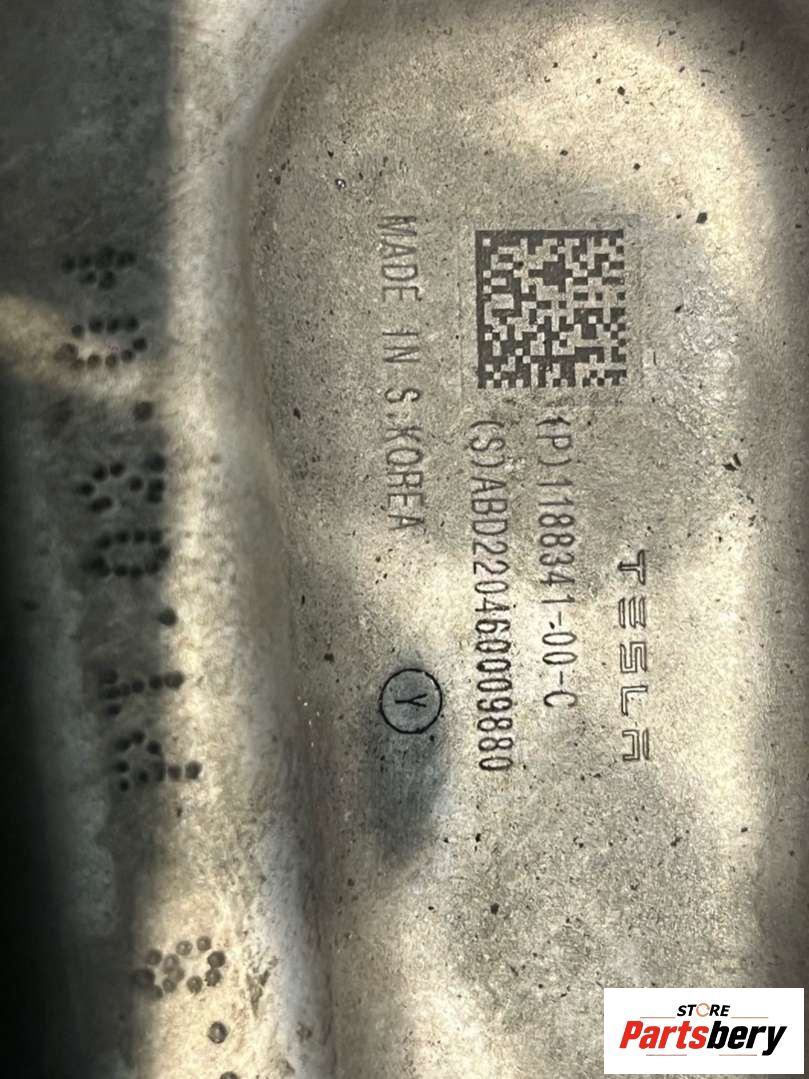 TESLA
(1P)1188341-00-C
(S)ABD220460009880
MADE IN S.KOREA
Y
STORE
Partsbery